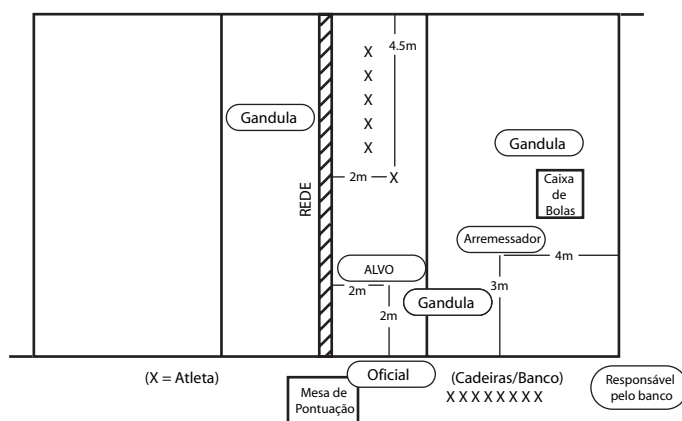 4.5m
X
X
X
X
X
Gandula
Gandula
2m
X
REDE
Caixa
de
Bolas
Arremessador
4m
ALVO
3m
2m
Gandula
2m
(X = Atleta)
Oficial
(Cadeiras/Banco)
X X X X X X X X
Mesa de
Pontuação
Responsável
pelo banco